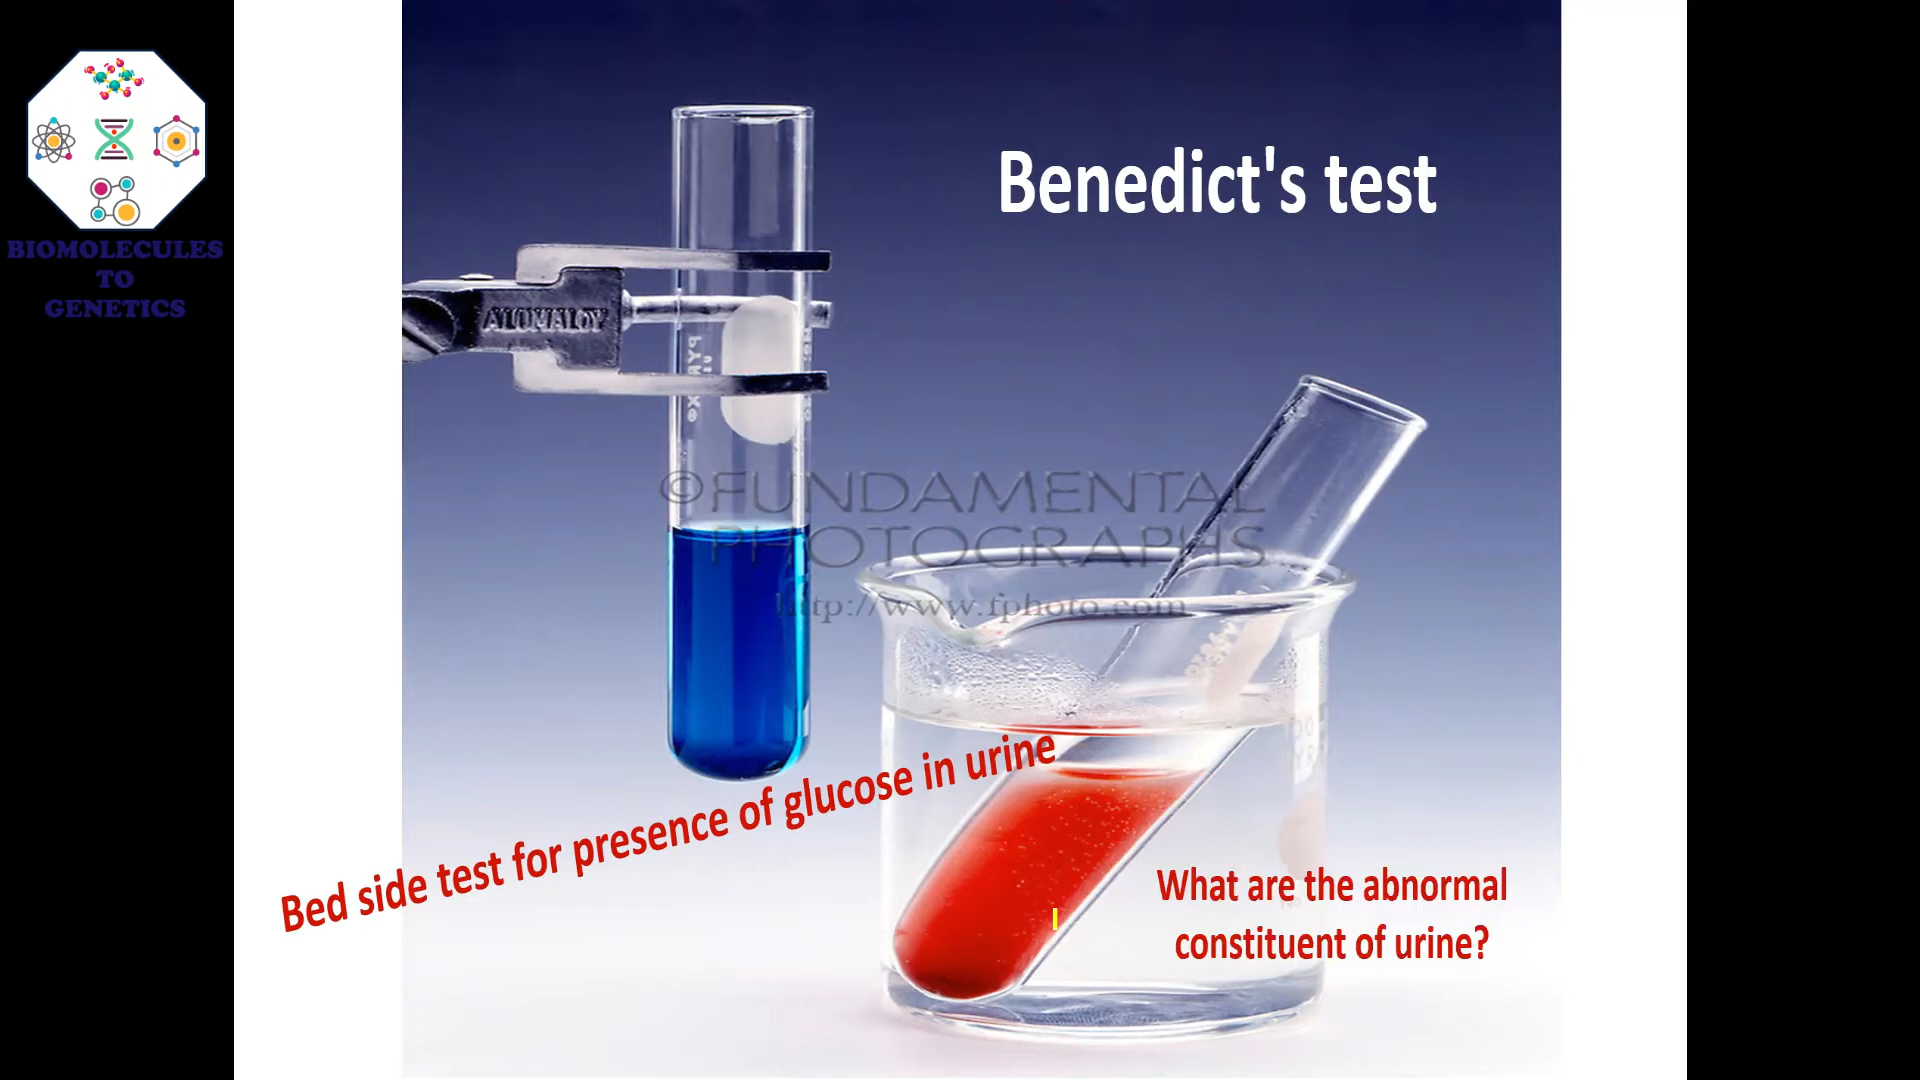 BIOMOLECULES
TO
GENETICS
Benedict's test
ALUMALOY
©FUNDAMENTAL
PHOTOGRAPHS
http://www.fphoto.com
Bed side test for presence of glucose in urine
What are the abnormal
constituent of urine?